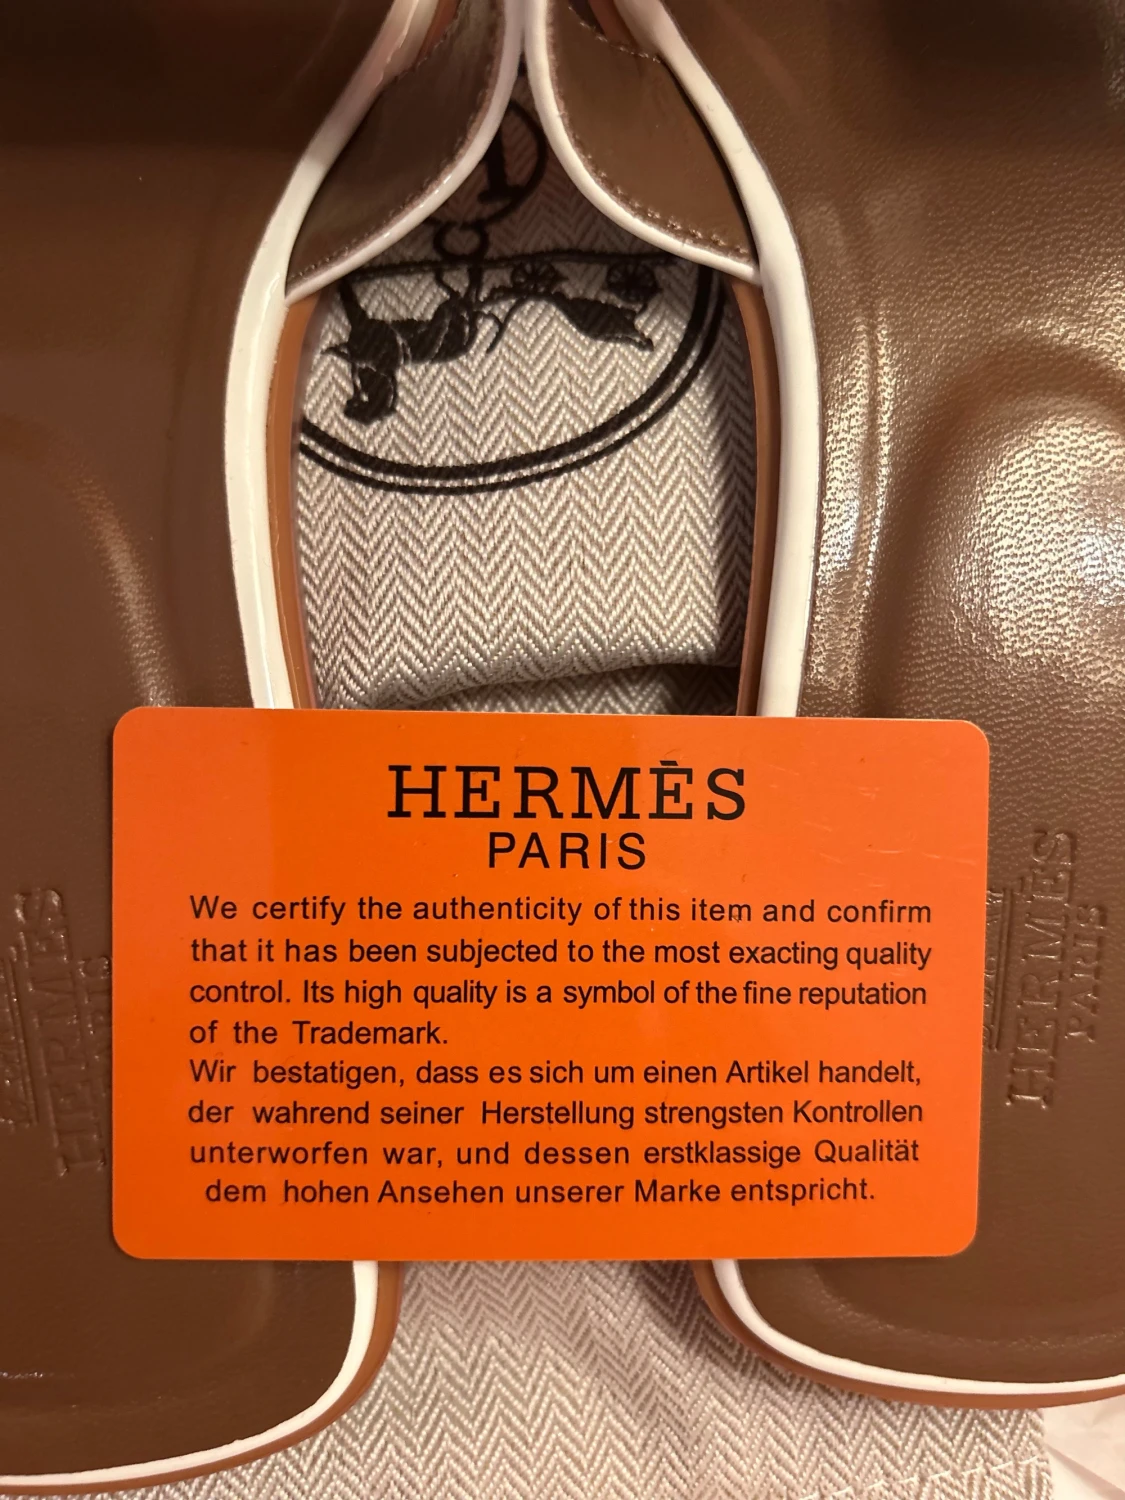 HERMÈS
PARIS
We certify the authenticity of this item and confirm
that it has been subjected to the most exacting quality
control. Its high quality is a symbol of the fine reputation
of the Trademark.
Wir bestatigen, dass es sich um einen Artikel handelt,
der wahrend seiner Herstellung strengsten Kontrollen
unterworfen war, und dessen erstklassige Qualität
dem hohen Ansehen unserer Marke entspricht.
HERMES
HERMÈS
PARIS